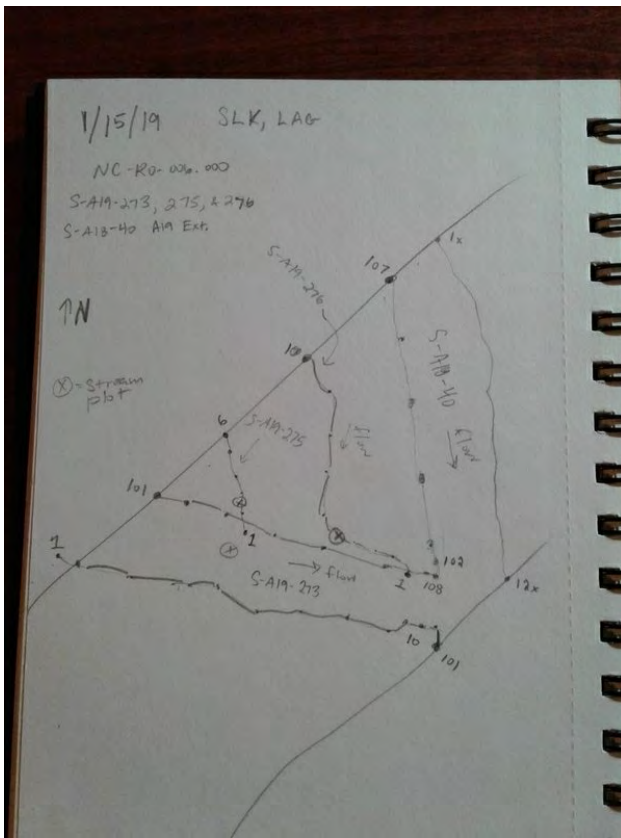 1/15/19 SLK, LAG
NC-RO-006.000
S-A19-273, 275, & 276
S-A18-40 A19 Ext.
↑N
ⓧ-Stream
plot
1x
107
S-A19-276
10
6
S-A19-275
flow
S-A18-40
flow
101
1
1
flow
S-A19-273
1
102
108
12x
10
101